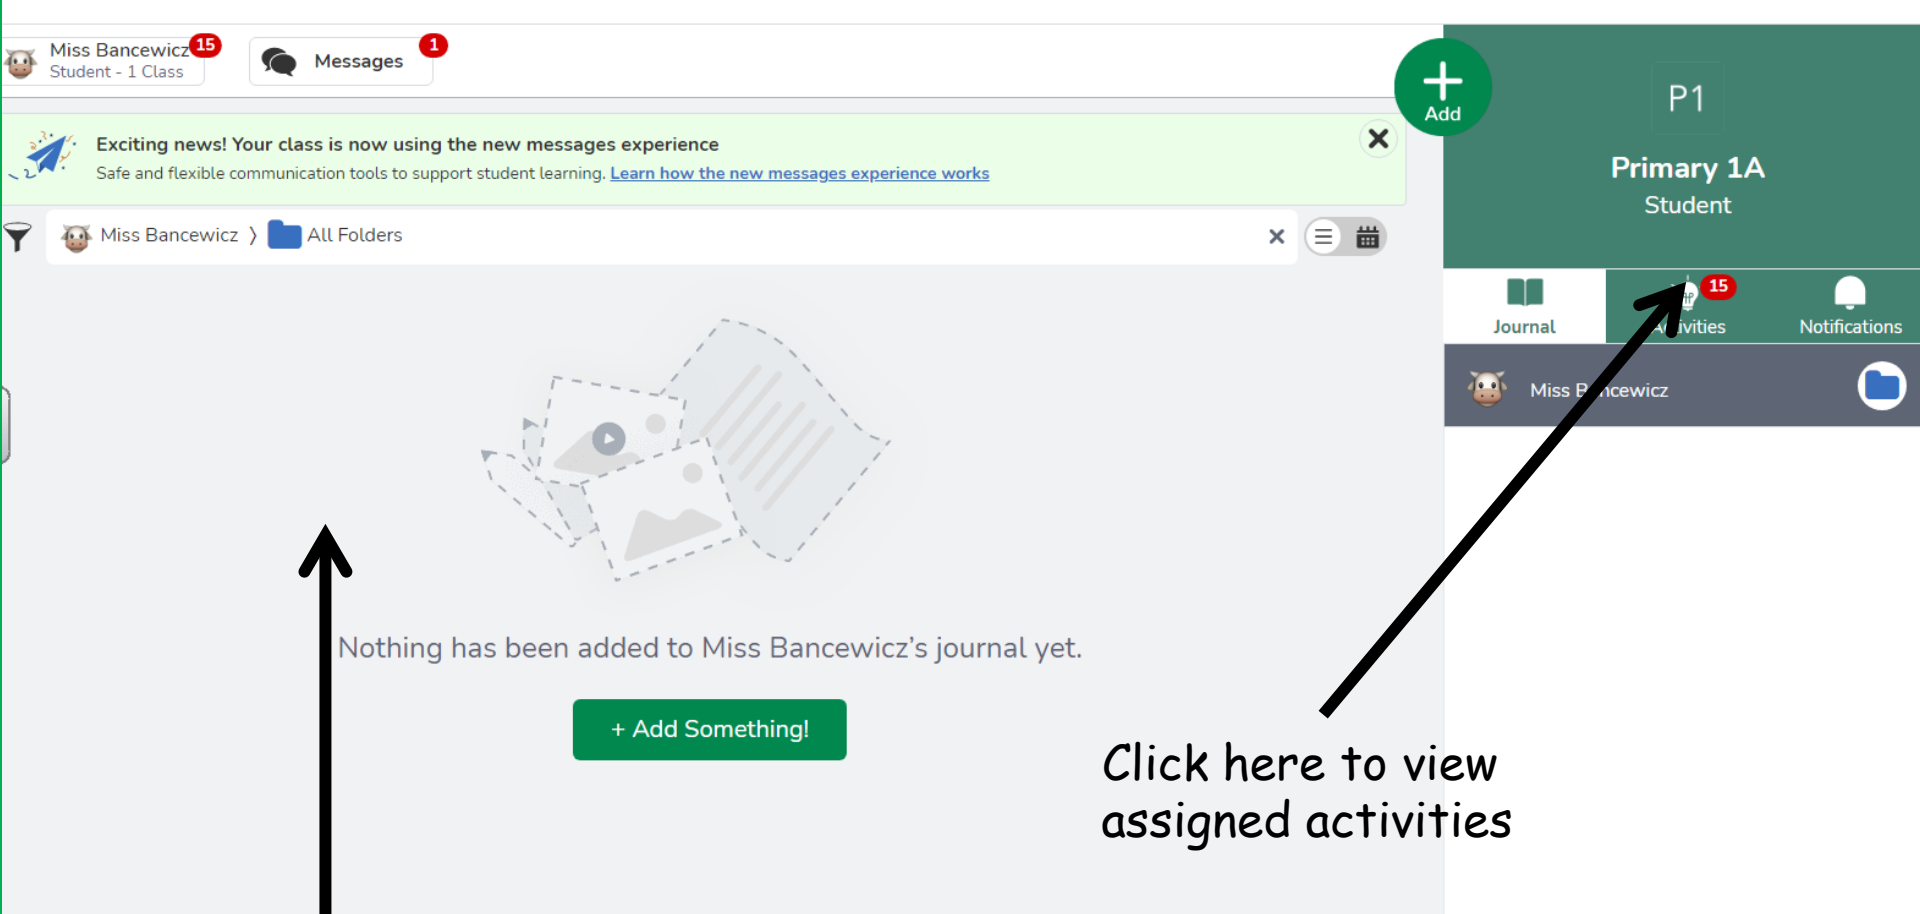 Miss Bancewicz 15
Student - 1 Class
Messages 1
Add
P1
Primary 1A
Student
Exciting news! Your class is now using the new messages experience
Safe and flexible communication tools to support student learning. Learn how the new messages experience works
Miss Bancewicz > All Folders
15
Journal
Activities
Notifications
Miss Bancewicz
Nothing has been added to Miss Bancewicz’s journal yet.
+ Add Something!
Click here to view
assigned activities